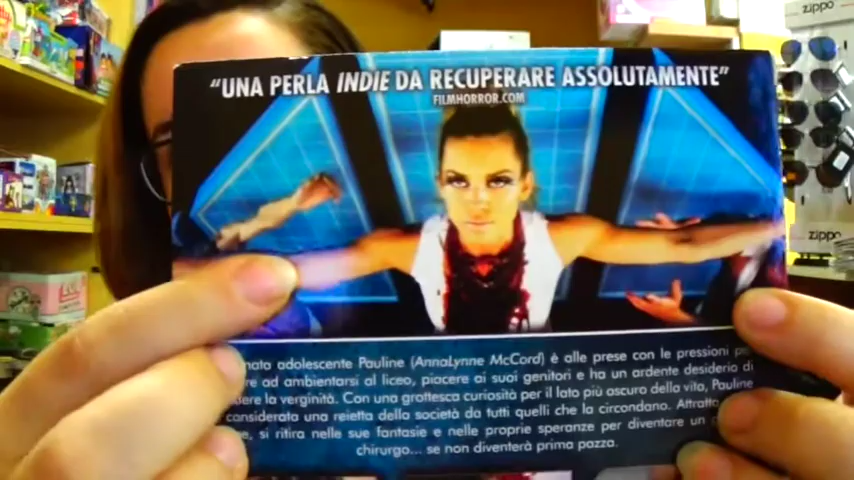 "UNA PERLA INDIE DA RECUPERARE ASSOLUTAMENTE"
FILMHORROR.COM
adolescente Pauline (AnnaLynne McCord) è alle prese con le pressioni
ad ambientarsi al liceo, piacere ai suoi genitori e ha un ardente desiderio di
verginità. Con una grottesca curiosità per il lato più oscuro della vita, Pauline
considerata una reietta della società da tutti quelli che la circondano.
si ritira nelle sue fantasie e nelle proprie speranze per diventare un
chirurgo... se non diventerà prima pazza.
zippo
zippo